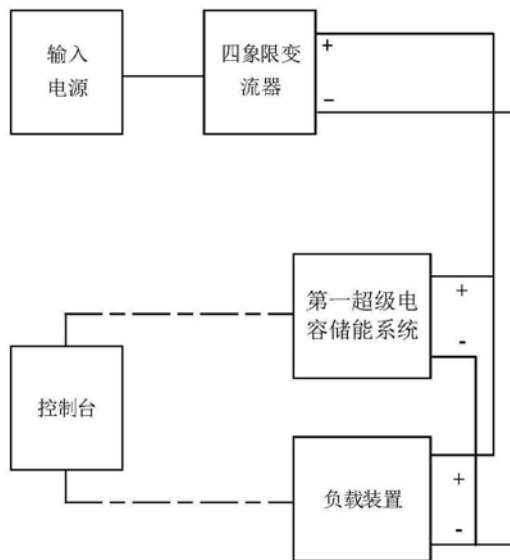 输入
电源
四象限变
流器
+
−
第一超级电
容储能系统
+
-
控制台
负载装置
+
-